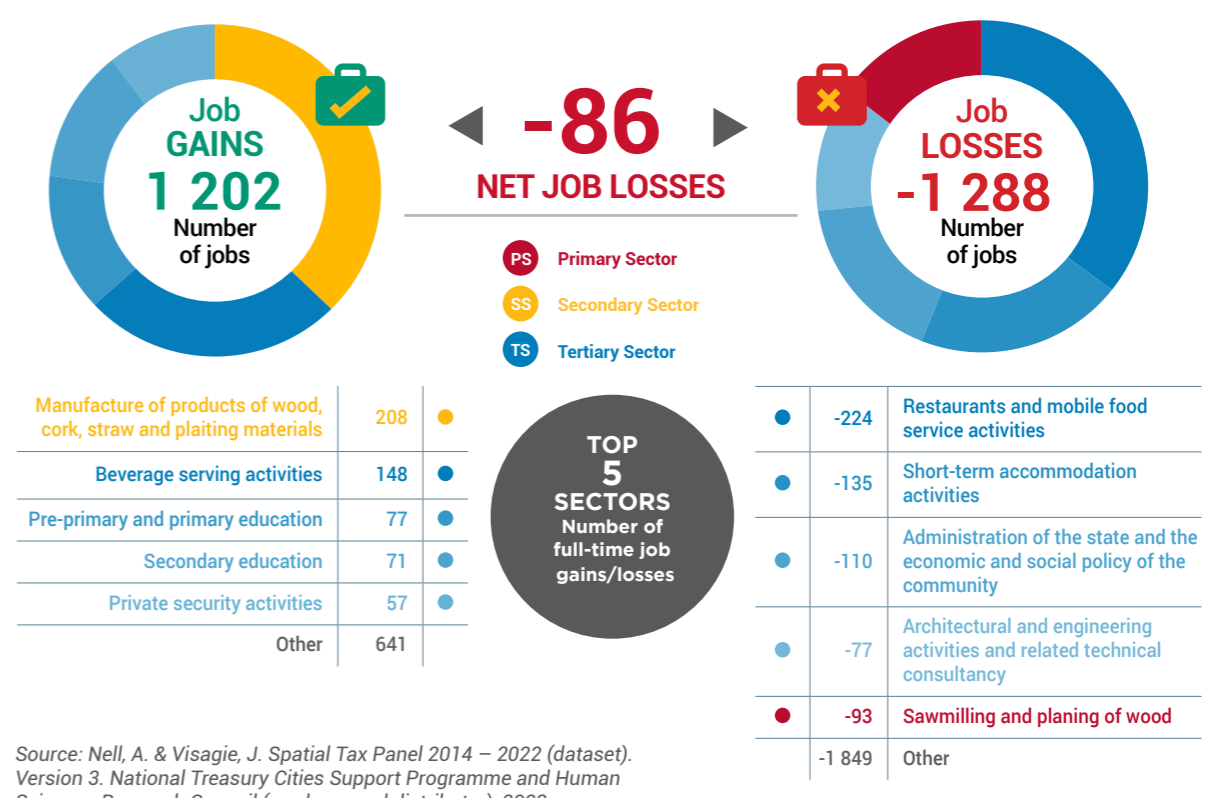 Job
GAINS
1 202
Number
of jobs
-86
NET JOB LOSSES
Job
LOSSES
-1 288
Number
of jobs
PS Primary Sector
SS Secondary Sector
TS Tertiary Sector
Manufacture of products of wood,
cork, straw and plaiting materials
208
Beverage serving activities 148
Pre-primary and primary education 77
Secondary education 71
Private security activities 57
Other 641
TOP
5
SECTORS
Number of
full-time job
gains/losses
-224
Restaurants and mobile food
service activities
-135
Short-term accommodation
activities
-110
Administration of the state and the
economic and social policy of the
community
-77
Architectural and engineering
activities and related technical
consultancy
-93 Sawmilling and planing of wood
-1 849 Other
Source: Nell, A. & Visagie, J. Spatial Tax Panel 2014 – 2022 (dataset).
Version 3. National Treasury Cities Support Programme and Human